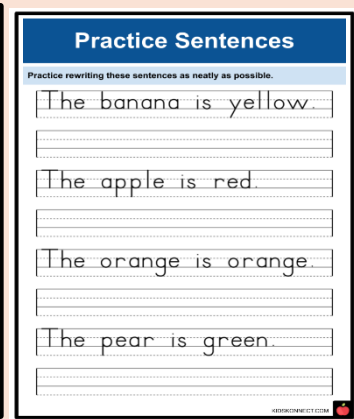 Practice Sentences
Practice rewriting these sentences as neatly as possible.
The banana is yellow.
The apple is red.
The orange is orange.
The pear is green.
KIDSKONNECT.COM